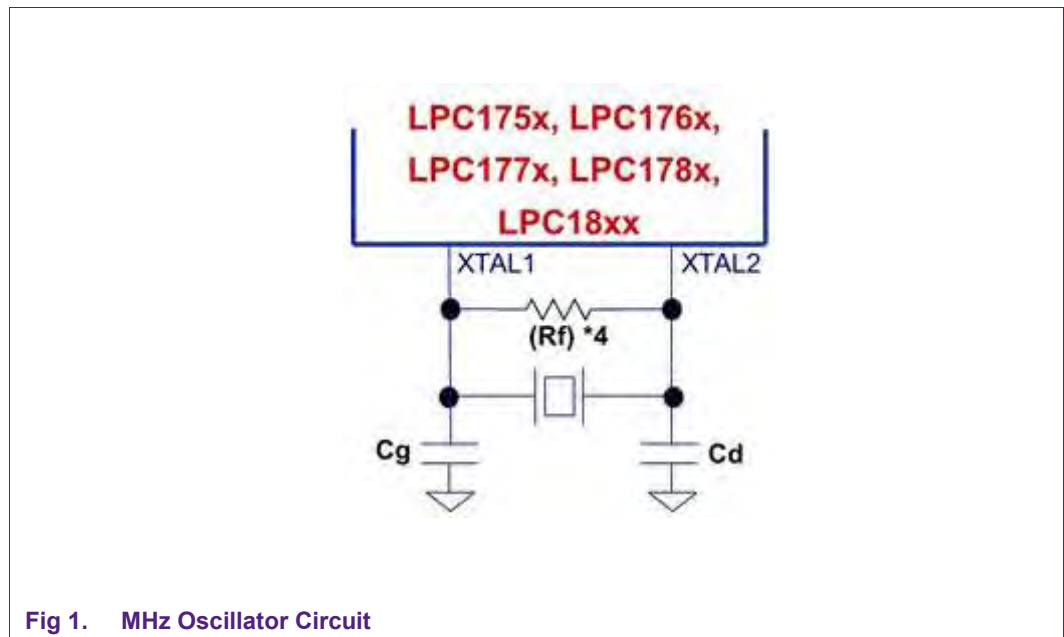 LPC175x, LPC176x,
LPC177x, LPC178x,
LPC18xx
XTAL1 XTAL2
(Rf) *4
Cg Cd
Fig 1. MHz Oscillator Circuit